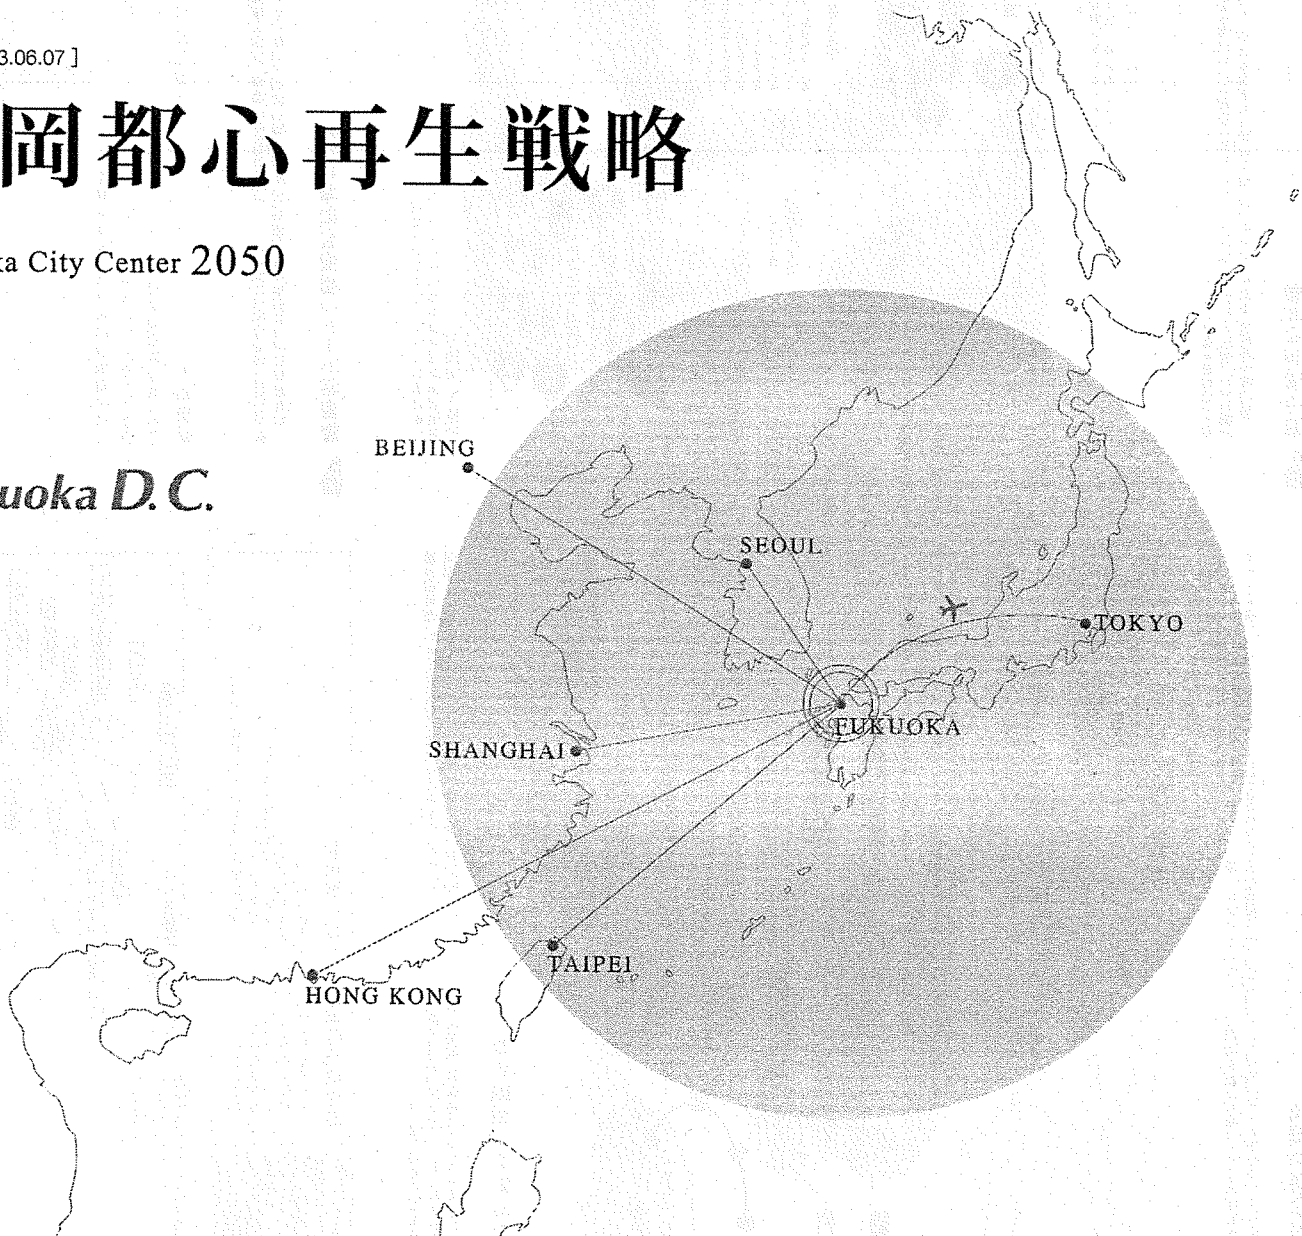 3.06.07 ]
岡都心再生戦略
ka City Center 2050
BEIJING
uoka D.C.
SEOUL
TOKYO
FUKUOKA
SHANGHAI
TAIPEI
HONG KONG